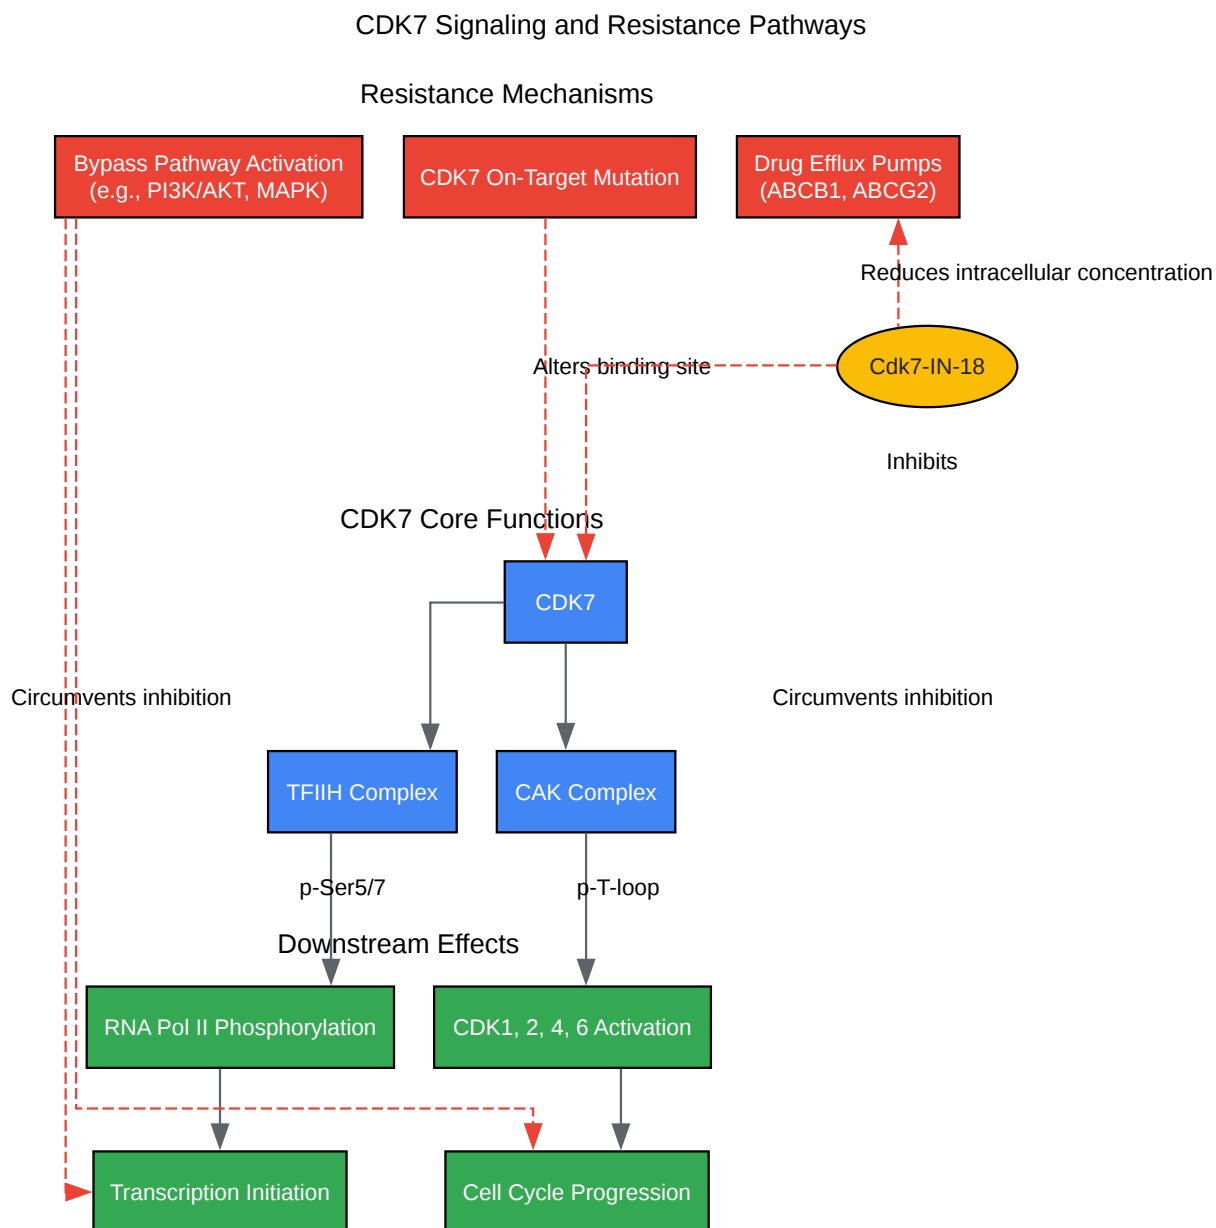 CDK7 Signaling and Resistance Pathways
Resistance Mechanisms
Bypass Pathway Activation
(e.g., PI3K/AKT, MAPK)
CDK7 On-Target Mutation
Drug Efflux Pumps
(ABCB1, ABCG2)
Reduces intracellular concentration
Alters binding site
Cdk7-IN-18
Inhibits
CDK7 Core Functions
CDK7
Circumvents inhibition
Circumvents inhibition
TFIIH Complex
CAK Complex
p-Ser5/7
p-T-loop
Downstream Effects
RNA Pol II Phosphorylation
CDK1, 2, 4, 6 Activation
Transcription Initiation
Cell Cycle Progression